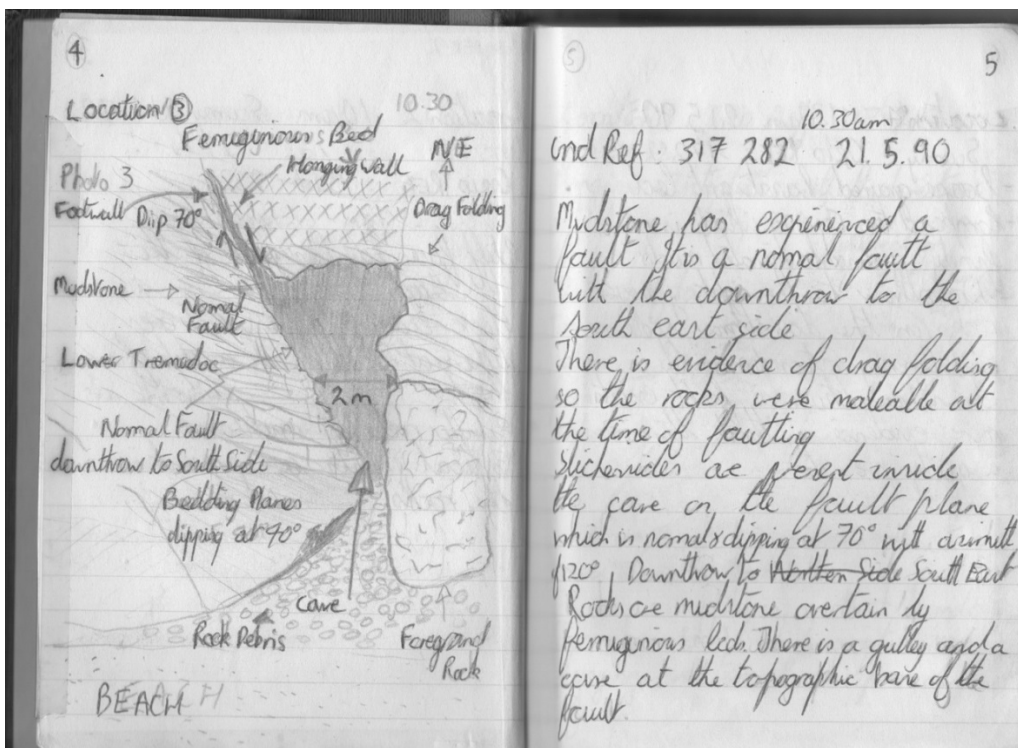 4
Location 3
10.30
Ferruginous Bed
Hanging wall
N/E
Photo 3
Footwall
Dip 70°
Drag Folding
Mudstone
Normal
Fault
Lower Tremadoc
2m
Normal Fault
downthrow to South Side
Bedding Planes
dipping at 90°
Cave
Rock Debris
Foreground
Rock
BEACH
5
5
10.30am
Grid Ref: 317 282 21.5.90
Mudstone has experienced a
fault. It is a normal fault
with the downthrow to the
south east side
There is evidence of drag folding
so the rocks were maleable at
the time of faulting
Slickensides are present inside
the cave on the fault plane
which is normal & dipping at 70° with azimuth
120°. Downthrow to Northern Side South East
Rocks are mudstone overlain by
ferruginous beds. There is a gulley and a
cave at the topographic base of the
fault.